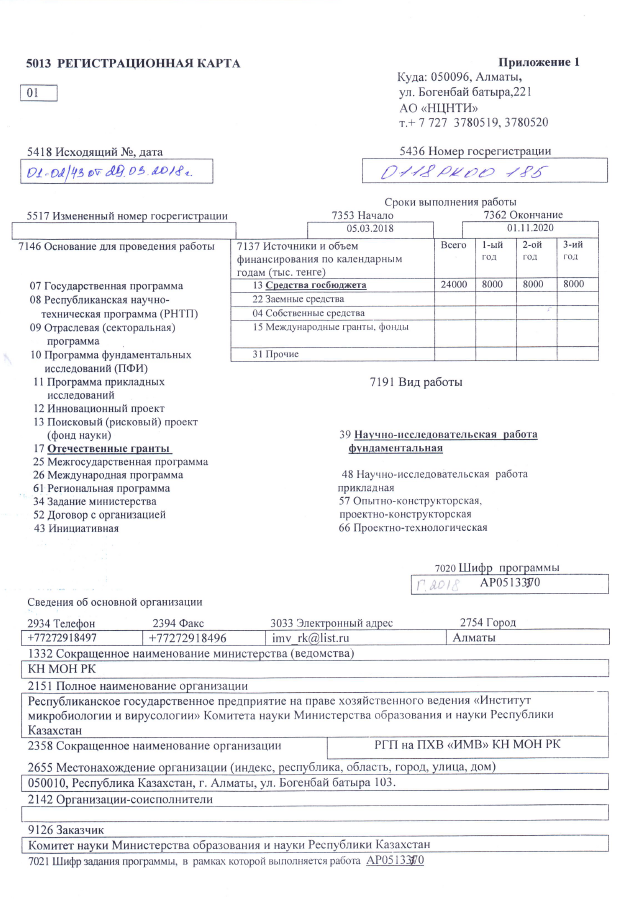 5013 РЕГИСТРАЦИОННАЯ КАРТА
Приложение 1
01
Куда: 050096, Алматы,
ул. Богенбай батыра,221
АО «НЦНТИ»
т.+ 7 727 3780519, 3780520
5418 Исходящий №, дата
5436 Номер госрегистрации
01-02/43 от 29.03.2018г.
0118РК00185
Сроки выполнения работы
5517 Измененный номер госрегистрации
7353 Начало
7362 Окончание
05.03.2018
01.11.2020
7146 Основание для проведения работы
7137 Источники и объем финансирования по календарным годам (тыс. тенге)
Всего
1-ый год
2-ой год
3-ий год
07 Государственная программа
13 Средства госбюджета
24000
8000
8000
8000
08 Республиканская научно-
22 Заемные средства
техническая программа (РНТП)
04 Собственные средства
09 Отраслевая (секторальная)
15 Международные гранты, фонды
программа
10 Программа фундаментальных
31 Прочие
исследований (ПФИ)
11 Программа прикладных
7191 Вид работы
исследований
12 Инновационный проект
13 Поисковый (рисковый) проект
(фонд науки)
39 Научно-исследовательская работа
17 Отечественные гранты
фундаментальная
25 Межгосударственная программа
26 Международная программа
48 Научно-исследовательская работа
61 Региональная программа
прикладная
34 Задание министерства
57 Опытно-конструкторская,
52 Договор с организацией
проектно-конструкторская
43 Инициативная
66 Проектно-технологическая
7020 Шифр программы
Г.2018
Сведения об основной организации
2934 Телефон
2394 Факс
3033 Электронный адрес
2754 Город
+77272918497
+77272918496
imv_rk@list.ru
Алматы
1332 Сокращенное наименование министерства (ведомства)
КН МОН РК
2151 Полное наименование организации
Республиканское государственное предприятие на праве хозяйственного ведения «Институт
микробиологии и вирусологии» Комитета науки Министерства образования и науки Республики
Казахстан
2358 Сокращенное наименование организации
РГП на ПХВ «ИМВ» КН МОН РК
2655 Местонахождение организации (индекс, республика, область, город, улица, дом)
050010, Республика Казахстан, г. Алматы, ул. Богенбай батыра 103.
2142 Организации-соисполнители
9126 Заказчик
Комитет науки Министерства образования и науки Республики Казахстан
7021 Шифр задания программы, в рамках которой выполняется работа